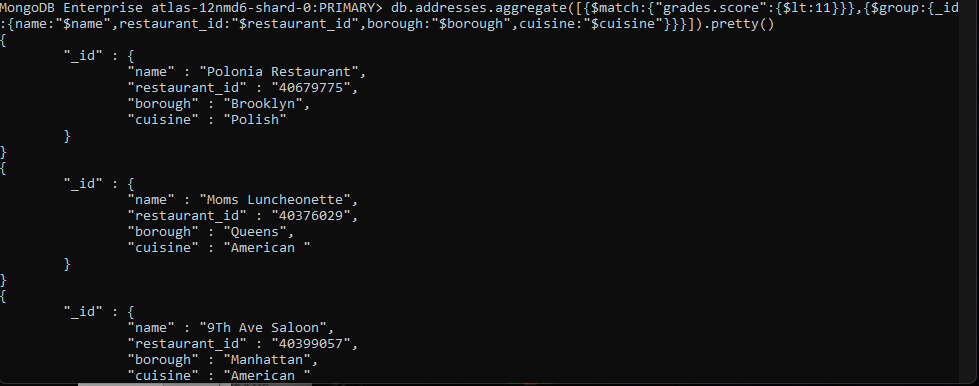 MongoDB Enterprise atlas-12nmd6-shard-0:PRIMARY> db.addresses.aggregate([{$match:{"grades.score":{$lt:11}}},{$group:{_id
:{name:"$name",restaurant_id:"$restaurant_id",borough:"$borough",cuisine:"$cuisine"}}}]).pretty()
{
        "_id" : {
                "name" : "Polonia Restaurant",
                "restaurant_id" : "40679775",
                "borough" : "Brooklyn",
                "cuisine" : "Polish"
        }
}
{
        "_id" : {
                "name" : "Moms Luncheonette",
                "restaurant_id" : "40376029",
                "borough" : "Queens",
                "cuisine" : "American "
        }
}
{
        "_id" : {
                "name" : "9Th Ave Saloon",
                "restaurant_id" : "40399057",
                "borough" : "Manhattan",
                "cuisine" : "American "